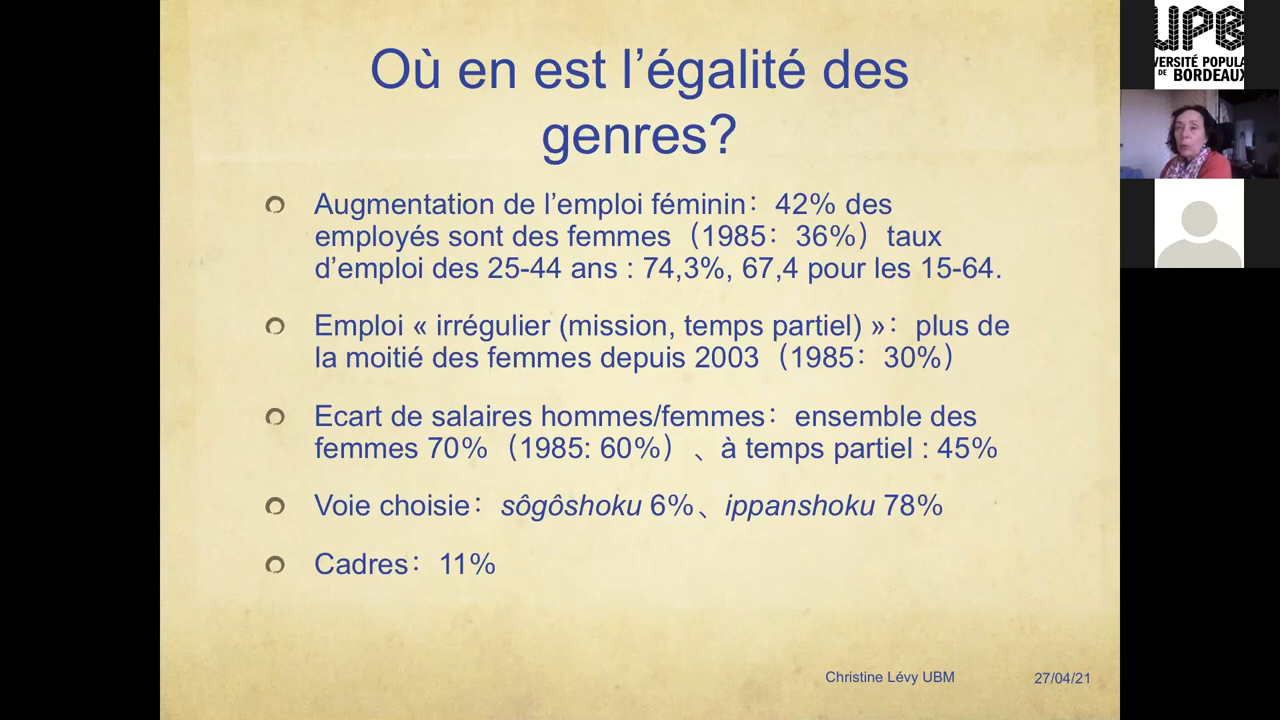 Où en est l’égalité des
genres?
Augmentation de l’emploi féminin： 42% des
employés sont des femmes （1985： 36%） taux
d’emploi des 25-44 ans : 74,3%, 67,4 pour les 15-64.
Emploi « irrégulier (mission, temps partiel) »： plus de
la moitié des femmes depuis 2003 （1985： 30%）
Ecart de salaires hommes/femmes： ensemble des
femmes 70% （1985: 60%） 、à temps partiel : 45%
Voie choisie： sôgôshoku 6%、ippanshoku 78%
Cadres： 11%
Christine Lévy UBM
27/04/21
UPB
VERSITÉ POPULA
DE BORDEAUX